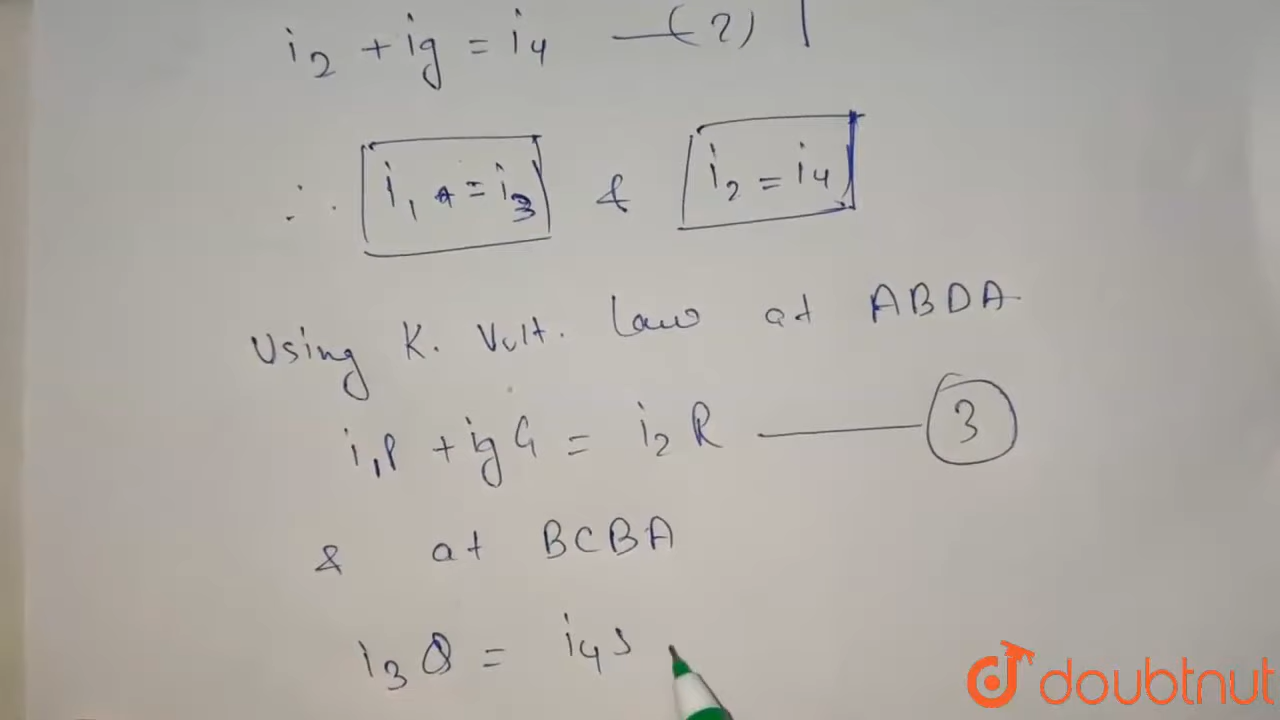 i₂ + ig = i₄ —(2)
∴ i₁ = i₃ & i₂ = i₄
Using K. Volt. law at ABDA
i₁P + igG = i₂R — 3
& at BCBA
i₃Q = i₄S
doubtnut